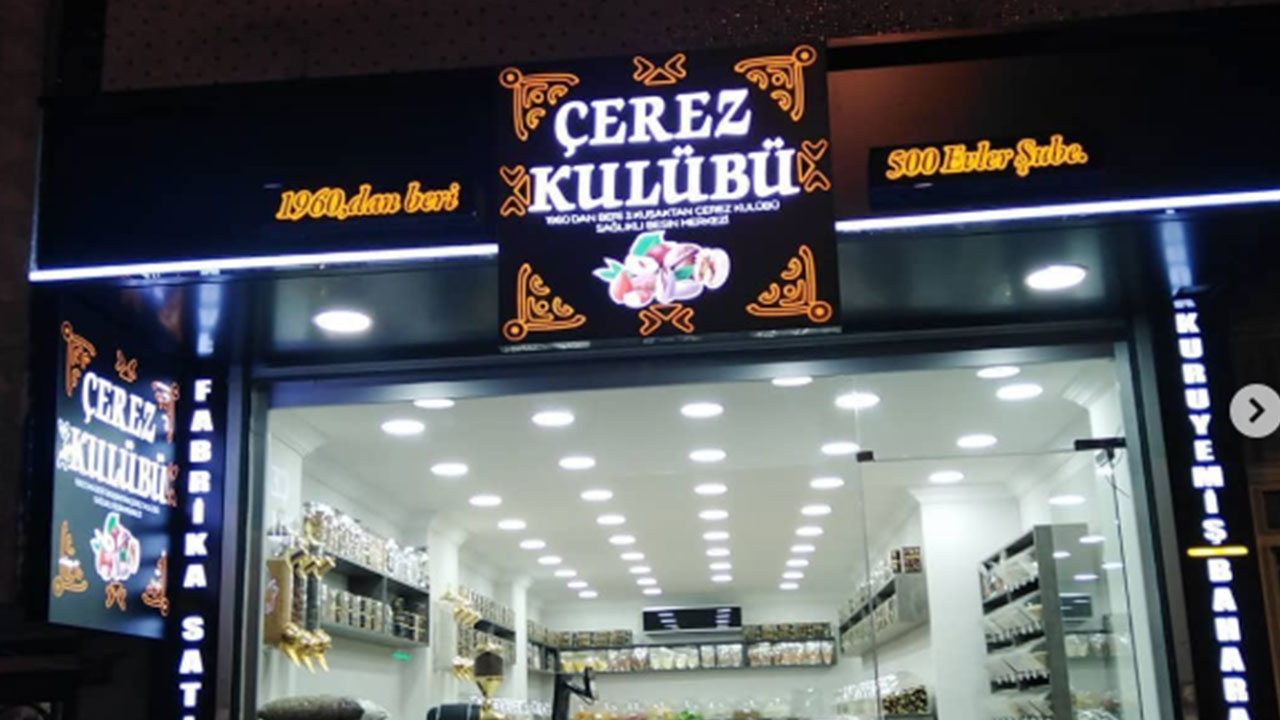 ÇEREZ
KULÜBÜ
1960 DAN BERİ 3.KUŞAKTAN ÇEREZ KULÜBÜ
SAĞLIKLI BESİN MERKEZİ
1960,dan beri
500 Evler Şube.
ÇEREZ
KULÜBÜ
FABRİKA SATI
KURUYEMİŞ-BAHARA